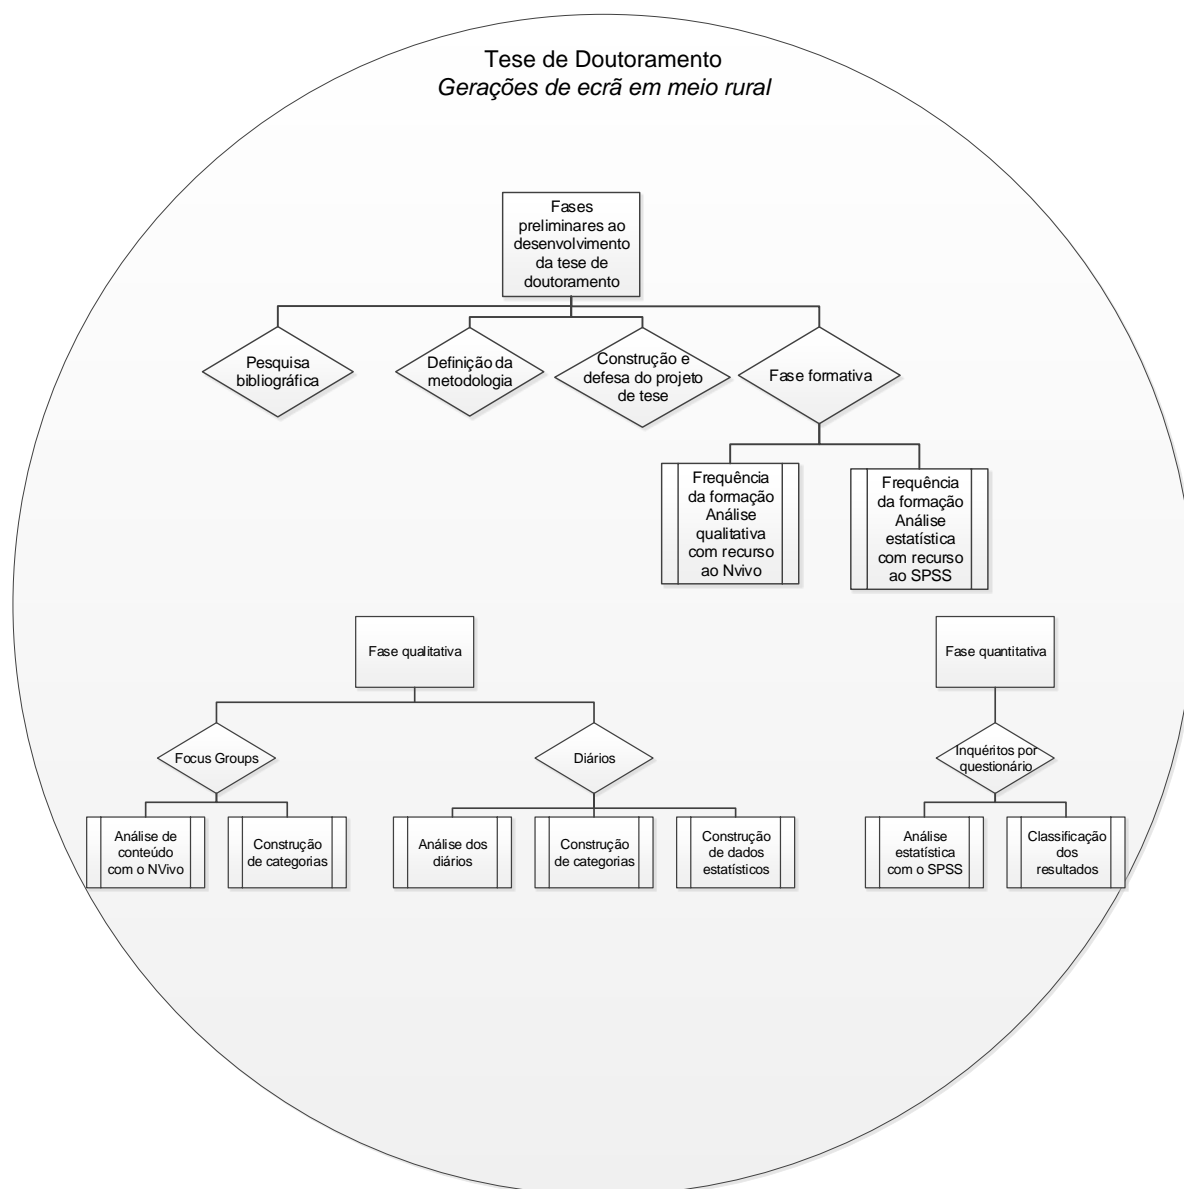 Tese de Doutoramento
Gerações de ecrã em meio rural
Fases
preliminares ao
desenvolvimento
da tese de
doutoramento
Pesquisa
bibliográfica
Definição da
metodologia
Construção e
defesa do projeto
de tese
Fase formativa
Frequência
da formação
Análise
qualitativa
com recurso
ao Nvivo
Frequência
da formação
Análise
estatística
com recurso
ao SPSS
Fase qualitativa
Fase quantitativa
Focus Groups
Diários
Inquéritos por
questionário
Análise de
conteúdo
com o NVivo
Construção
de categorias
Análise dos
diários
Construção
de categorias
Construção
de dados
estatísticos
Análise
estatística
com o SPSS
Classificação
dos
resultados